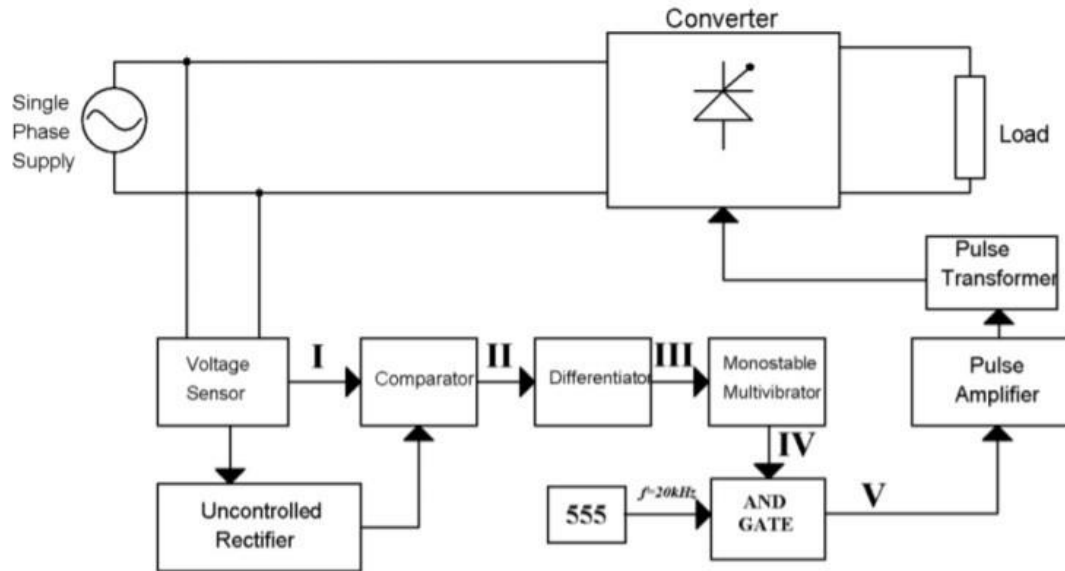 Converter
Single
Phase
Supply
Load
Pulse
Transformer
I
II
III
IV
V
Voltage
Sensor
Comparator
Differentiator
Monostable
Multivibrator
Pulse
Amplifier
Uncontrolled
Rectifier
555
f=20kHz
AND
GATE